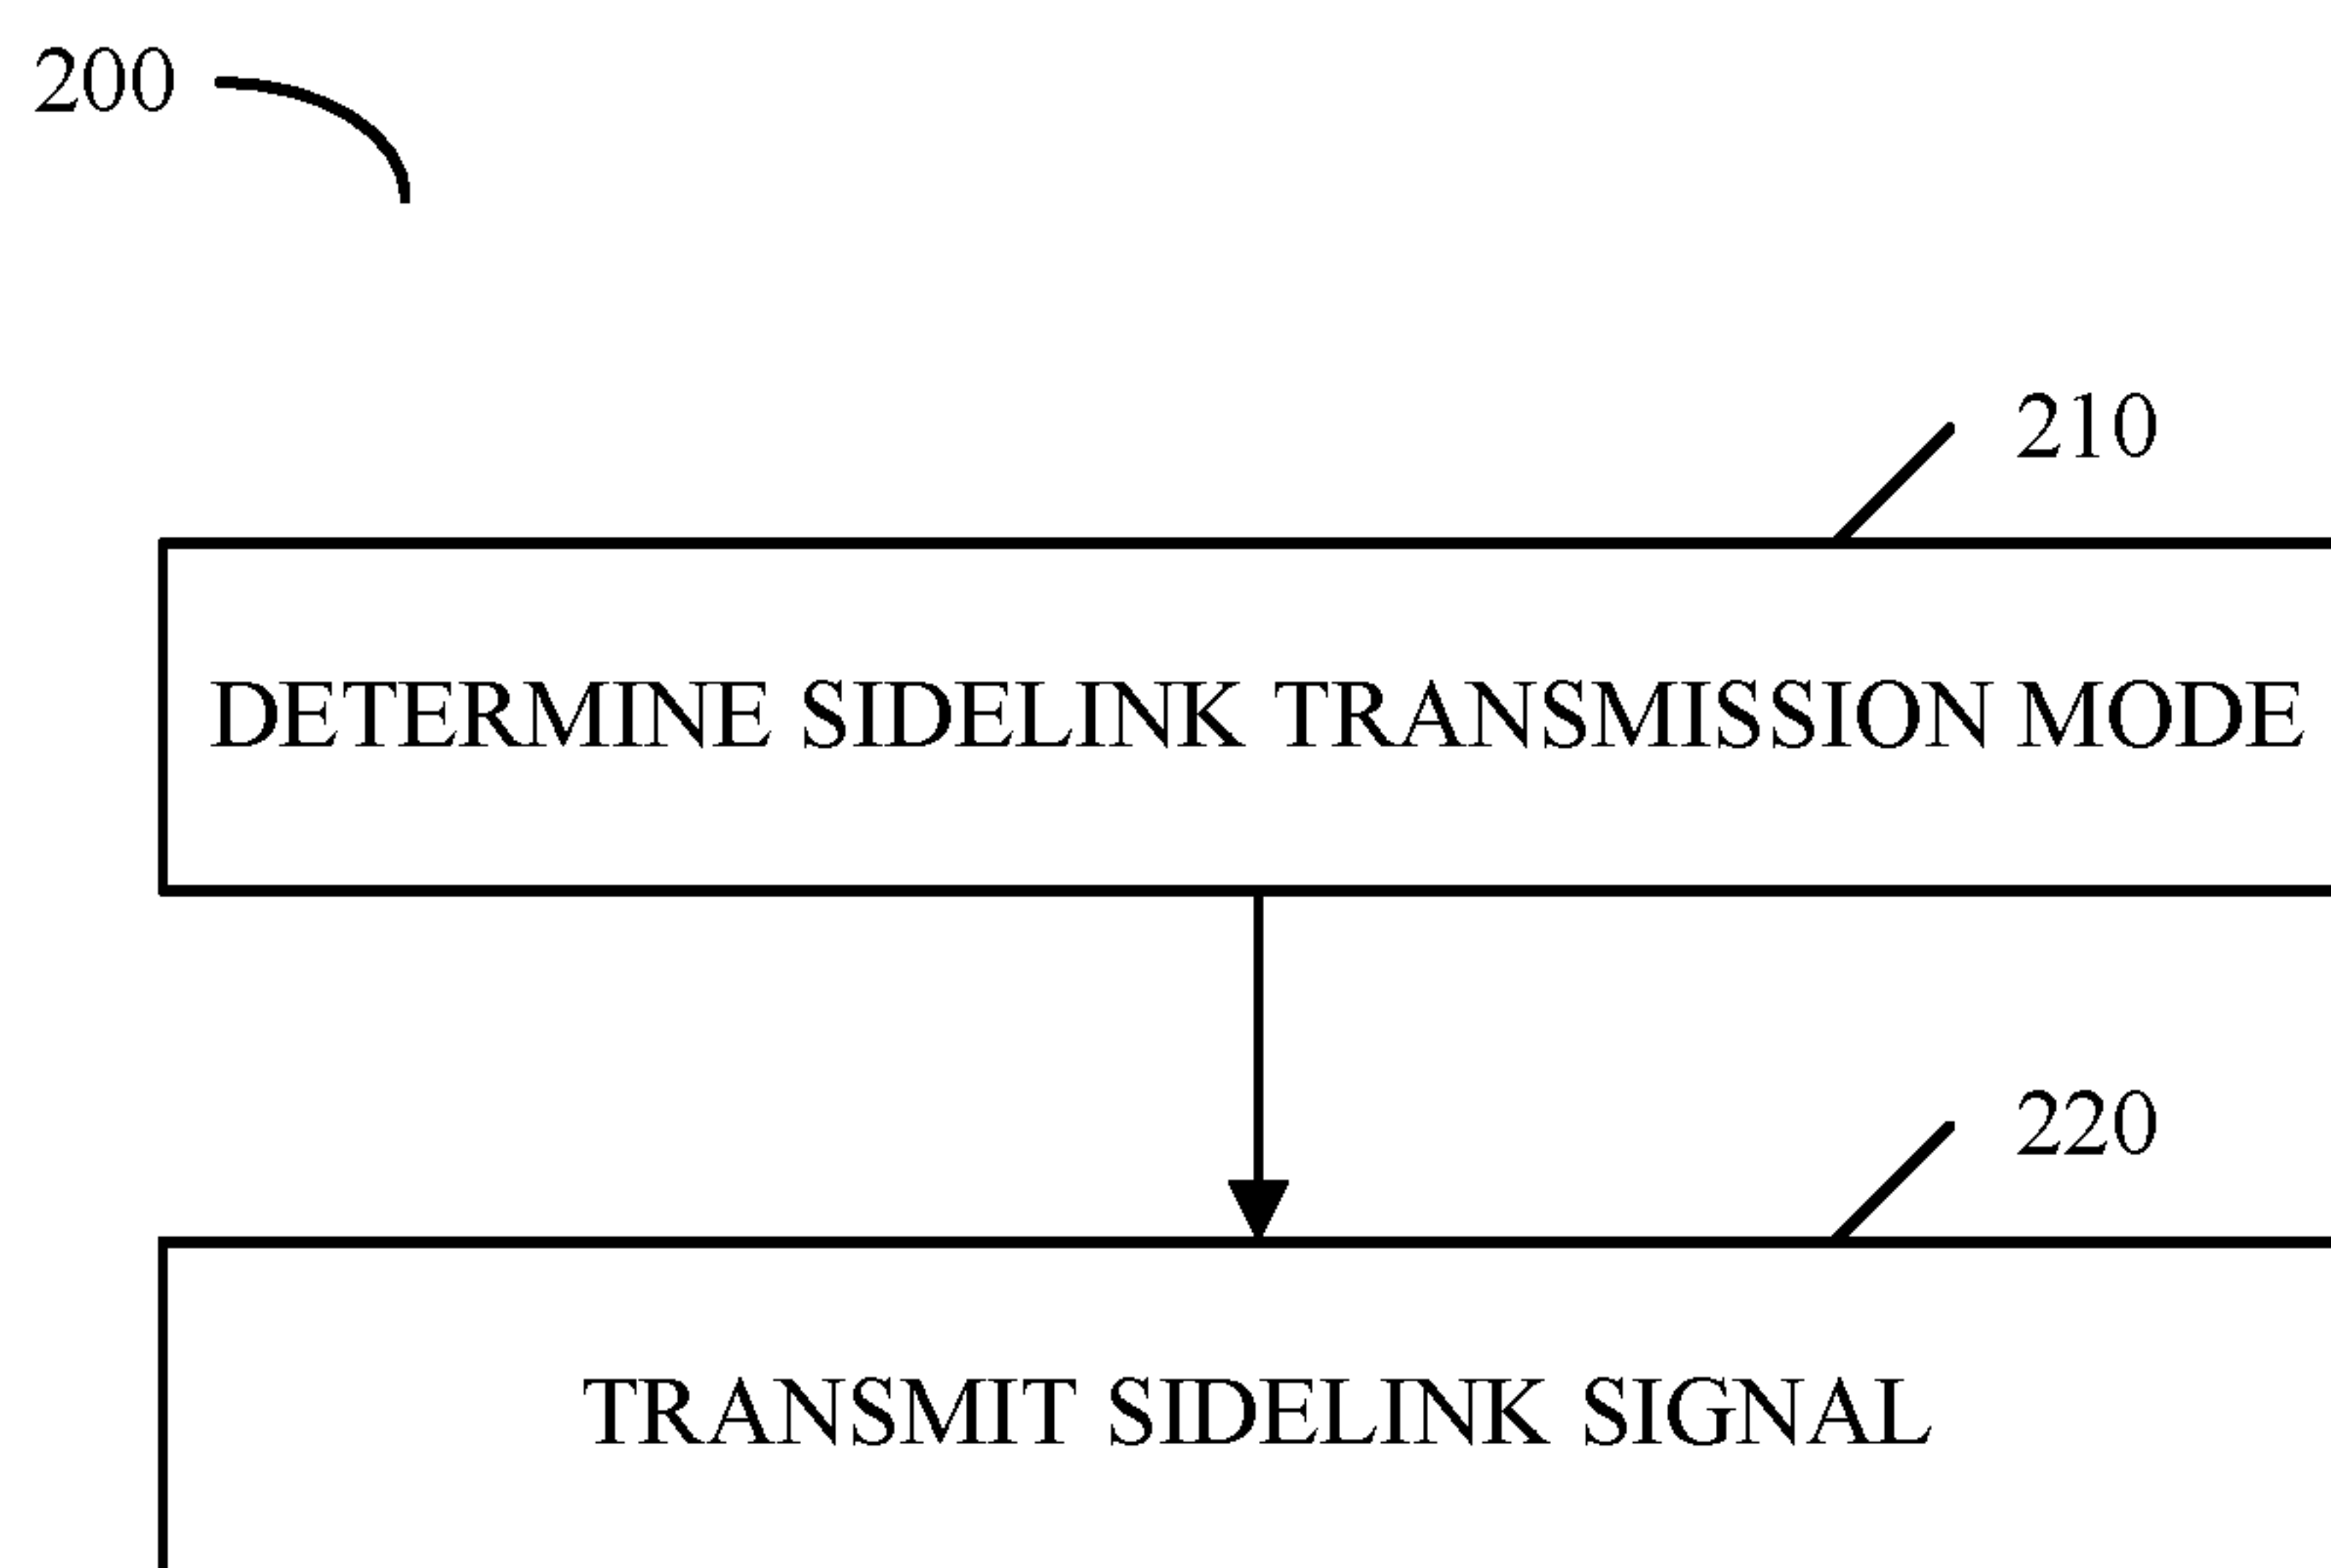 200
210
DETERMINE SIDELINK TRANSMISSION MODE
220
TRANSMIT SIDELINK SIGNAL